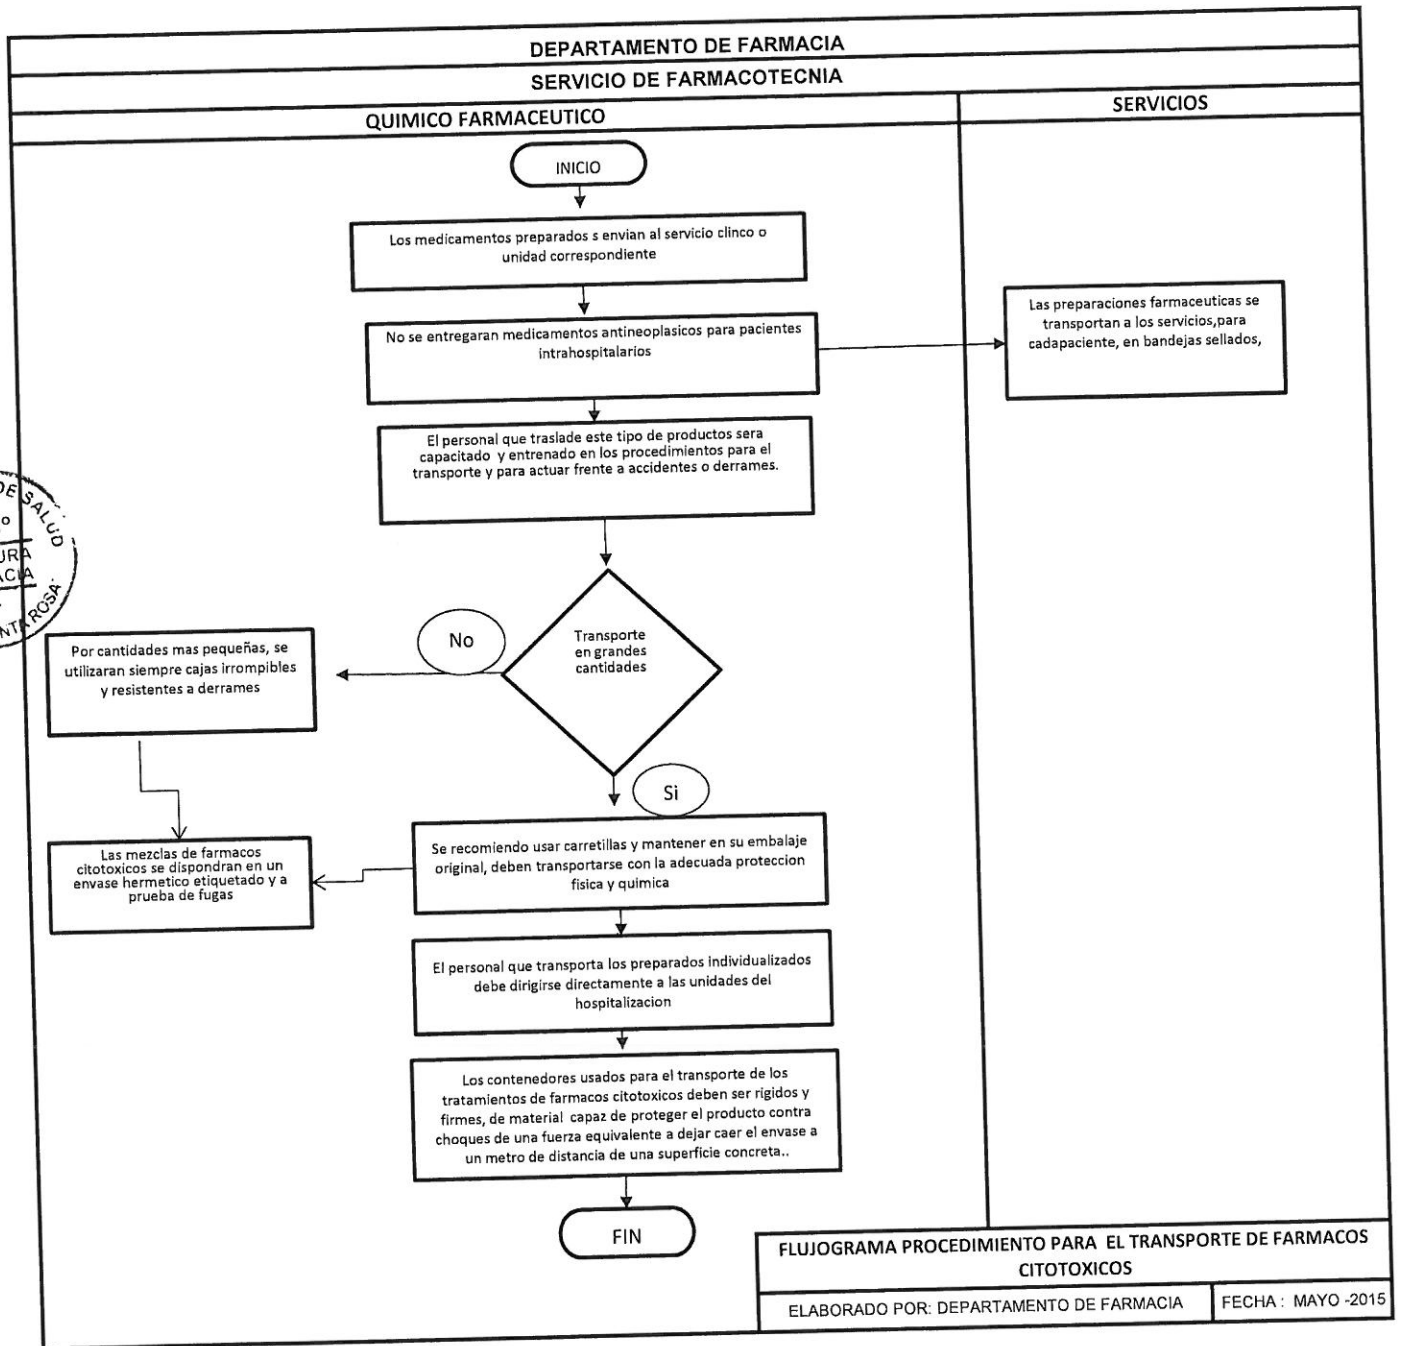 DEPARTAMENTO DE FARMACIA
SERVICIO DE FARMACOTECNIA
QUIMICO FARMACEUTICO
SERVICIOS
INICIO
Los medicamentos preparados s envian al servicio clinco o
unidad correspondiente
No se entregaran medicamentos antineoplasicos para pacientes
intrahospitalarios
Las preparaciones farmaceuticas se
transportan a los servicios,para
cadapaciente, en bandejas sellados,
El personal que traslade este tipo de productos sera
capacitado y entrenado en los procedimientos para el
transporte y para actuar frente a accidentes o derrames.
DE SALUD
Transporte
en grandes
cantidades
No
Por cantidades mas pequeñas, se
utilizaran siempre cajas irrompibles
y resistentes a derrames
Sì
Se recomiendo usar carretillas y mantener en su embalaje
original, deben transportarse con la adecuada proteccion
fisica y quimica
Las mezclas de farmacos
citotoxicos se dispondran en un
envase hermetico etiquetado y a
prueba de fugas
El personal que transporta los preparados individualizados
debe dirigirse directamente a las unidades del
hospitalizacion
Los contenedores usados para el transporte de los
tratamientos de farmacos citotoxicos deben ser rigidos y
firmes, de material capaz de proteger el producto contra
choques de una fuerza equivalente a dejar caer el envase a
un metro de distancia de una superficie concreta..
FIN
FLUJOGRAMA PROCEDIMIENTO PARA EL TRANSPORTE DE FARMACOS
CITOTOXICOS
ELABORADO POR: DEPARTAMENTO DE FARMACIA
FECHA : MAYO -2015